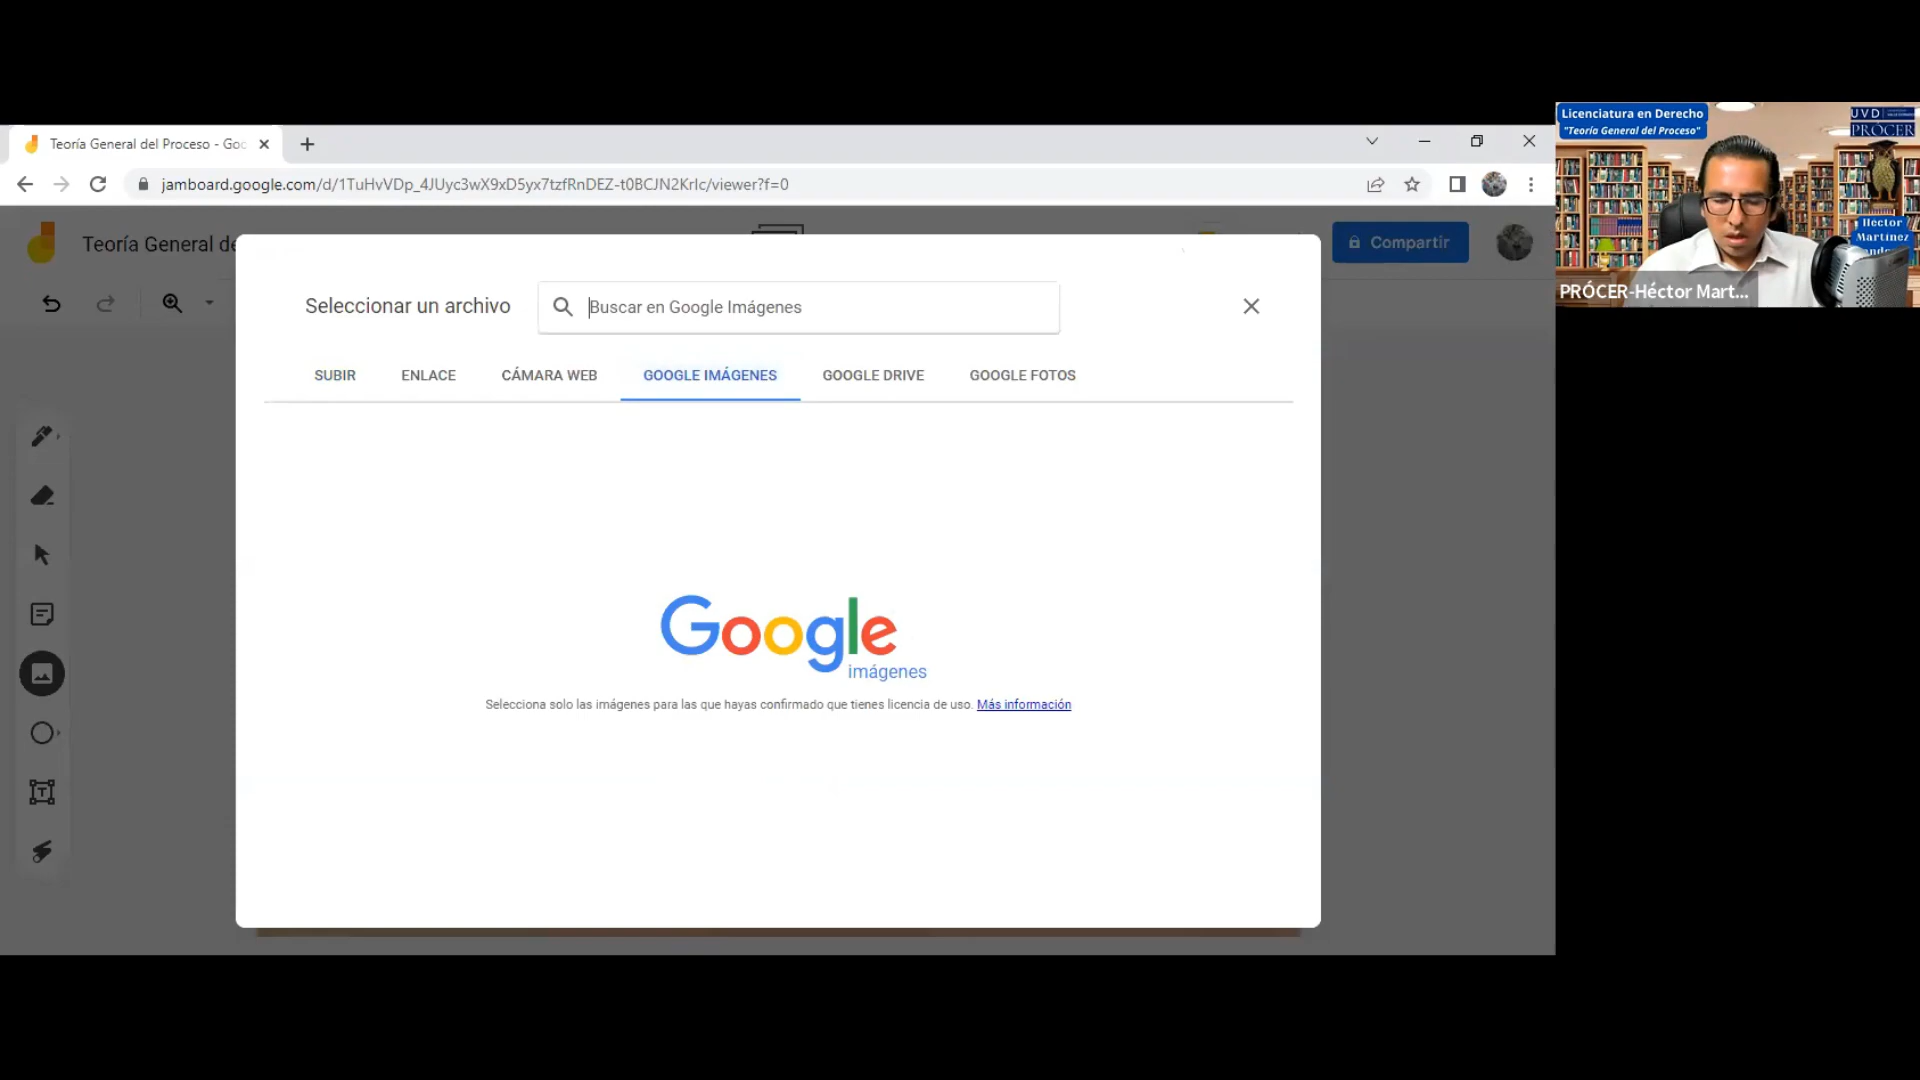 Teoría General del Proceso - Goo
jamboard.google.com/d/1TuHvVDp_4JUyc3wX9xD5yx7tzfRnDEZ-t0BCJN2KrIc/viewer?f=0
Teoría General de
Compartir
Seleccionar un archivo
Buscar en Google Imágenes
SUBIR
ENLACE
CÁMARA WEB
GOOGLE IMÁGENES
GOOGLE DRIVE
GOOGLE FOTOS
Google
imágenes
Selecciona solo las imágenes para las que hayas confirmado que tienes licencia de uso. Más información
Licenciatura en Derecho
"Teoría General del Proceso"
UVD
PRÓCER
Héctor
Martínez
PRÓCER-Héctor Mart...